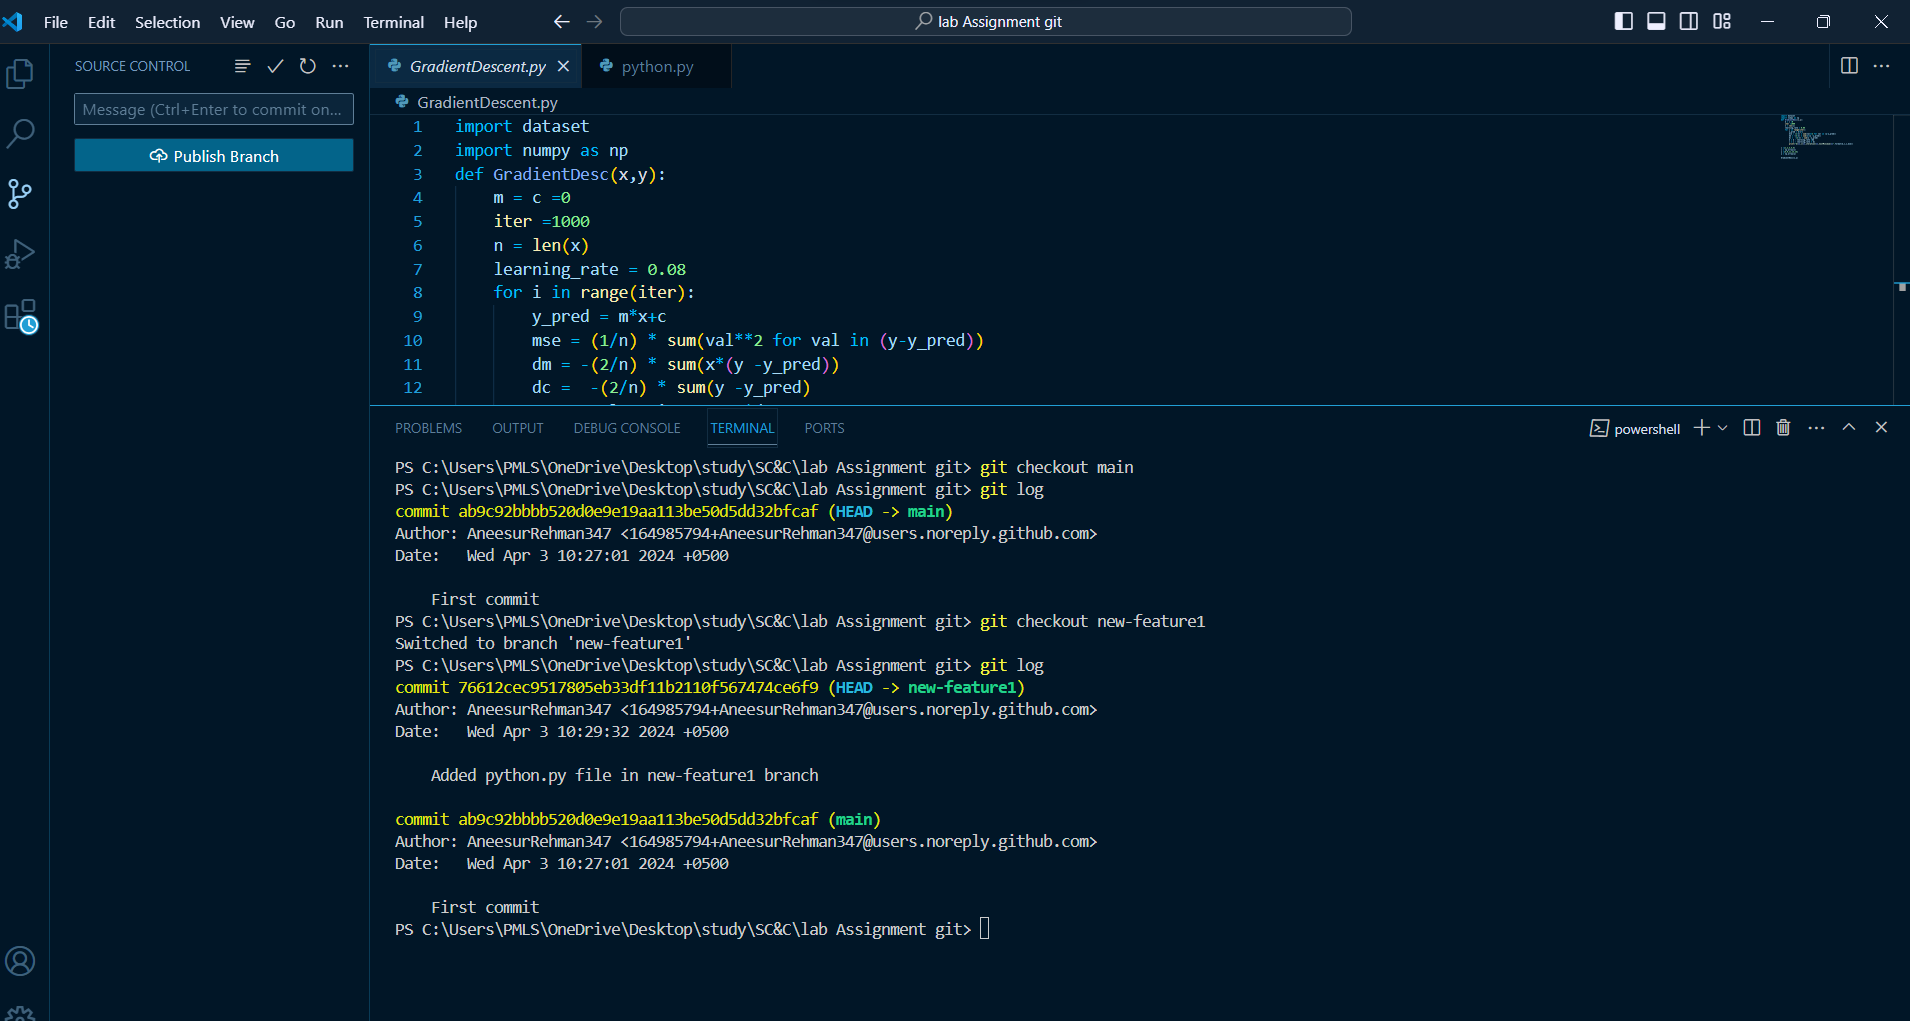 File Edit Selection View Go Run Terminal Help
lab Assignment git
SOURCE CONTROL
Message (Ctrl+Enter to commit on...
Publish Branch
GradientDescent.py
python.py
GradientDescent.py
1 import dataset
2 import numpy as np
3 def GradientDesc(x,y):
4 m = c =0
5 iter =1000
6 n = len(x)
7 learning_rate = 0.08
8 for i in range(iter):
9 y_pred = m*x+c
10 mse = (1/n) * sum(val**2 for val in (y-y_pred))
11 dm = -(2/n) * sum(x*(y -y_pred))
12 dc =  -(2/n) * sum(y -y_pred)
PROBLEMS OUTPUT DEBUG CONSOLE TERMINAL PORTS
powershell
PS C:\Users\PMLS\OneDrive\Desktop\study\SC&C\lab Assignment git> git checkout main
PS C:\Users\PMLS\OneDrive\Desktop\study\SC&C\lab Assignment git> git log
commit ab9c92bbbb520d0e9e19aa113be50d5dd32bfcaf (HEAD -> main)
Author: AneesurRehman347 <164985794+AneesurRehman347@users.noreply.github.com>
Date:   Wed Apr 3 10:27:01 2024 +0500
First commit
PS C:\Users\PMLS\OneDrive\Desktop\study\SC&C\lab Assignment git> git checkout new-feature1
Switched to branch 'new-feature1'
PS C:\Users\PMLS\OneDrive\Desktop\study\SC&C\lab Assignment git> git log
commit 76612cec9517805eb33df11b2110f567474ce6f9 (HEAD -> new-feature1)
Author: AneesurRehman347 <164985794+AneesurRehman347@users.noreply.github.com>
Date:   Wed Apr 3 10:29:32 2024 +0500
Added python.py file in new-feature1 branch
commit ab9c92bbbb520d0e9e19aa113be50d5dd32bfcaf (main)
Author: AneesurRehman347 <164985794+AneesurRehman347@users.noreply.github.com>
Date:   Wed Apr 3 10:27:01 2024 +0500
First commit
PS C:\Users\PMLS\OneDrive\Desktop\study\SC&C\lab Assignment git>